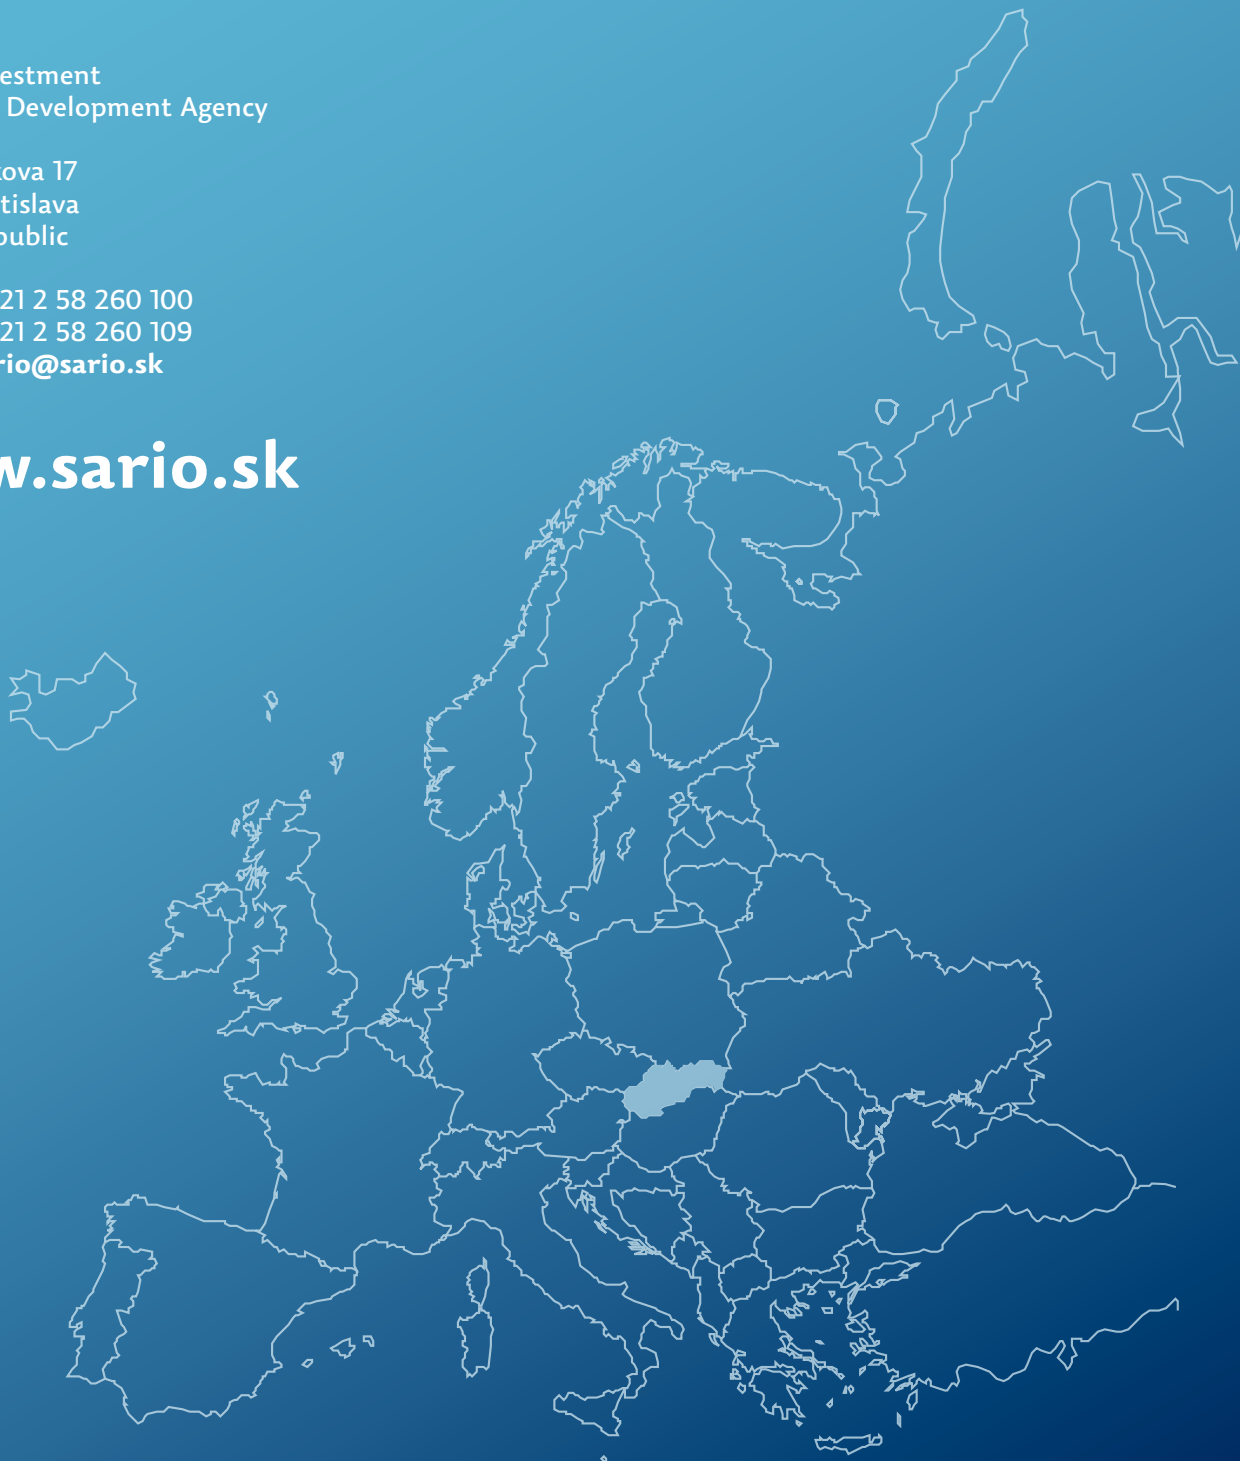 estment
Development Agency
ova 17
tislava
public
21 2 58 260 100
21 2 58 260 109
rio@sario.sk
w.sario.sk